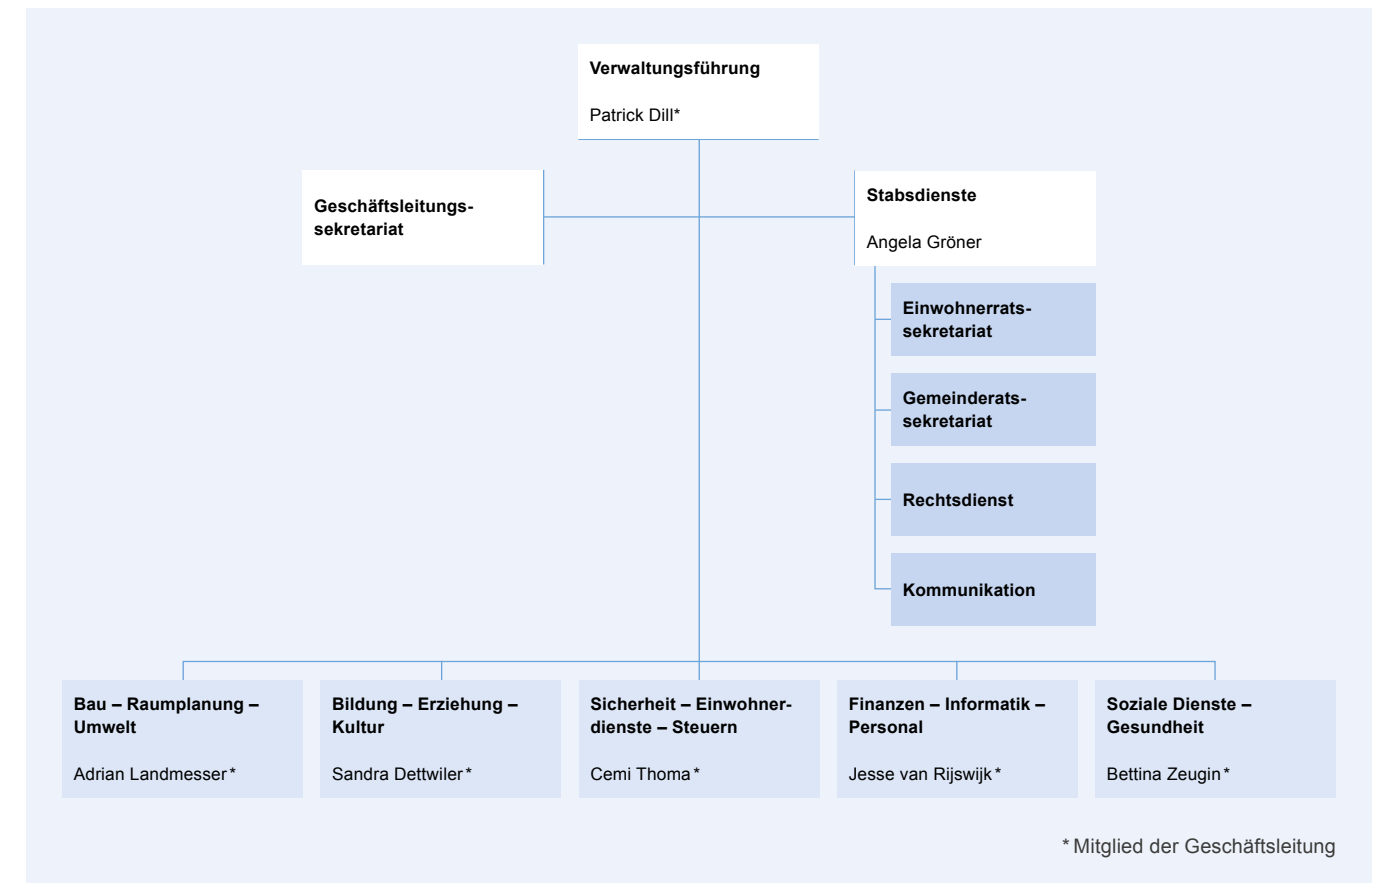 Verwaltungsführung
Patrick Dill*
Geschäftsleitungs-
sekretariat
Stabsdienste
Angela Gröner
Einwohnerrats-
sekretariat
Gemeinderats-
sekretariat
Rechtsdienst
Kommunikation
Bau – Raumplanung –
Umwelt
Adrian Landmesser*
Bildung – Erziehung –
Kultur
Sandra Dettwiler*
Sicherheit – Einwohner-
dienste – Steuern
Cemi Thoma*
Finanzen – Informatik –
Personal
Jesse van Rijswijk*
Soziale Dienste –
Gesundheit
Bettina Zeugin*
* Mitglied der Geschäftsleitung